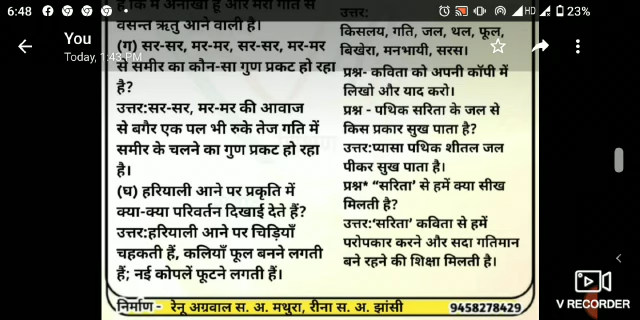 6:48
HD
23%
You
Today, 1:43 PM
वसन्त ऋतु आने वाली है।
(ग) सर-सर, मर-मर, सर-सर, मर-मर
से समीर का कौन-सा गुण प्रकट हो रहा
है?
उत्तर:सर-सर, मर-मर की आवाज
से बगैर एक पल भी रुके तेज गति में
समीर के चलने का गुण प्रकट हो रहा
है।
(घ) हरियाली आने पर प्रकृति में
क्या-क्या परिवर्तन दिखाई देते हैं?
उत्तर:हरियाली आने पर चिड़ियाँ
चहकती हैं, कलियाँ फूल बनने लगती
हैं; नई कोपलें फूटने लगती हैं।
उत्तर:
किसलय, गति, जल, थल, फूल,
बिखेरा, मनभायी, सरस।
प्रश्न- कविता को अपनी कॉपी में
लिखो और याद करो।
प्रश्न - पथिक सरिता के जल से
किस प्रकार सुख पाता है?
उत्तर:प्यासा पथिक शीतल जल
पीकर सुख पाता है।
प्रश्न* "सरिता' से हमें क्या सीख
मिलती है?
उत्तर:'सरिता' कविता से हमें
परोपकार करने और सदा गतिमान
बने रहने की शिक्षा मिलती है।
निर्माण- रेनू अग्रवाल स. अ. मथुरा, रीना स. अ. झांसी 9458278429
V RECORDER